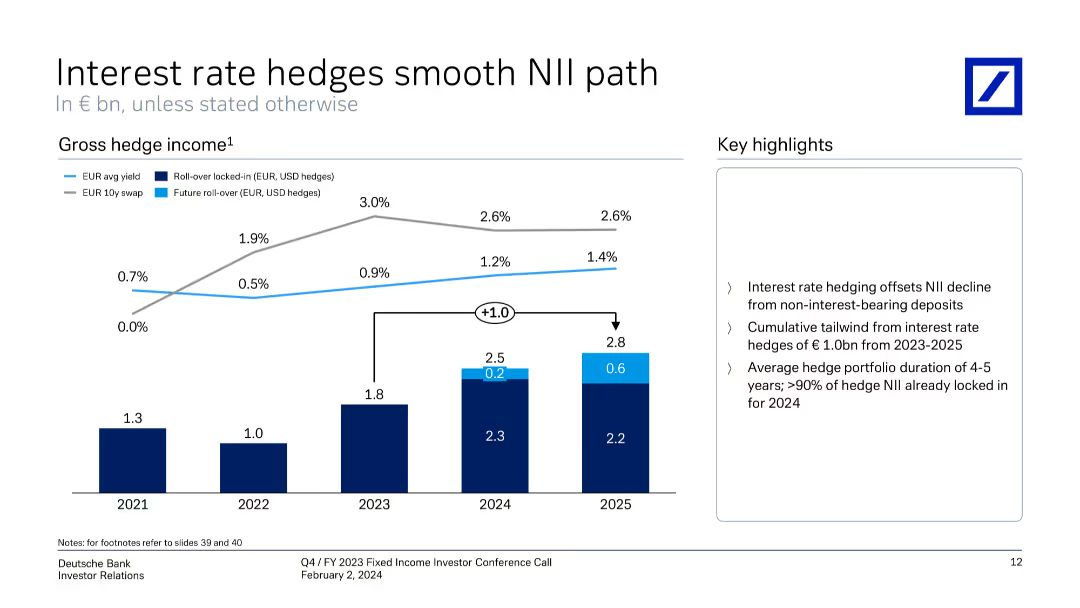 Interest rate hedges smooth NII path
In € bn, unless stated otherwise
Gross hedge income1
EUR avg yield
Roll-over locked-in (EUR, USD hedges)
EUR 10y swap
Future roll-over (EUR, USD hedges)
3.0%
2.6%
2.6%
1.9%
0.7%
0.5%
0.9%
1.2%
1.4%
0.0%
+1.0
2.8
2.5
0.2
0.6
1.8
1.3
1.0
2.3
2.2
2021
2022
2023
2024
2025
Key highlights
〉 Interest rate hedging offsets NII decline
from non-interest-bearing deposits
〉 Cumulative tailwind from interest rate
hedges of € 1.0bn from 2023-2025
〉 Average hedge portfolio duration of 4-5
years; >90% of hedge NII already locked in
for 2024
Notes: for footnotes refer to slides 39 and 40
Deutsche Bank
Investor Relations
Q4 / FY 2023 Fixed Income Investor Conference Call
February 2, 2024
12